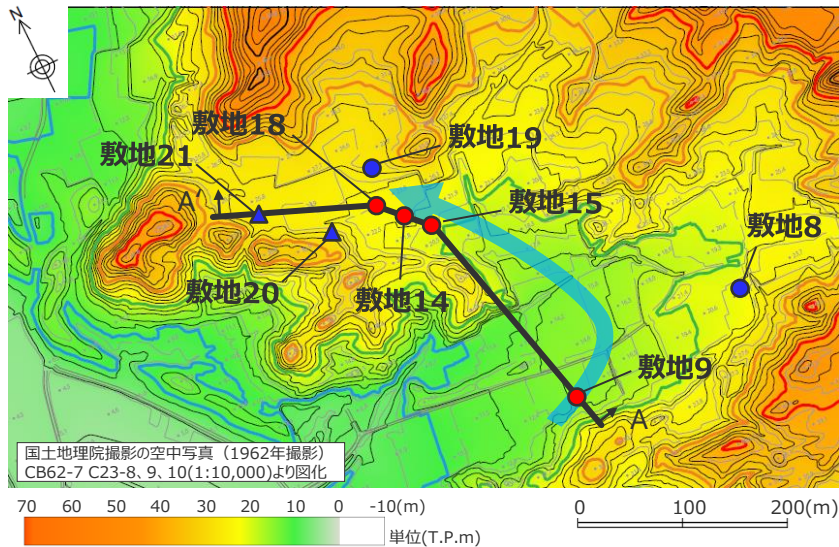 N
敷地18
敷地19
敷地21
A'
敷地15
敷地8
敷地20
敷地14
敷地9
A
国土地理院撮影の空中写真（1962年撮影）
CB62-7 C23-8、9、10(1:10,000)より図化
70 60 50 40 30 20 10 0 -10(m)
単位(T.P.m)
0 100 200(m)